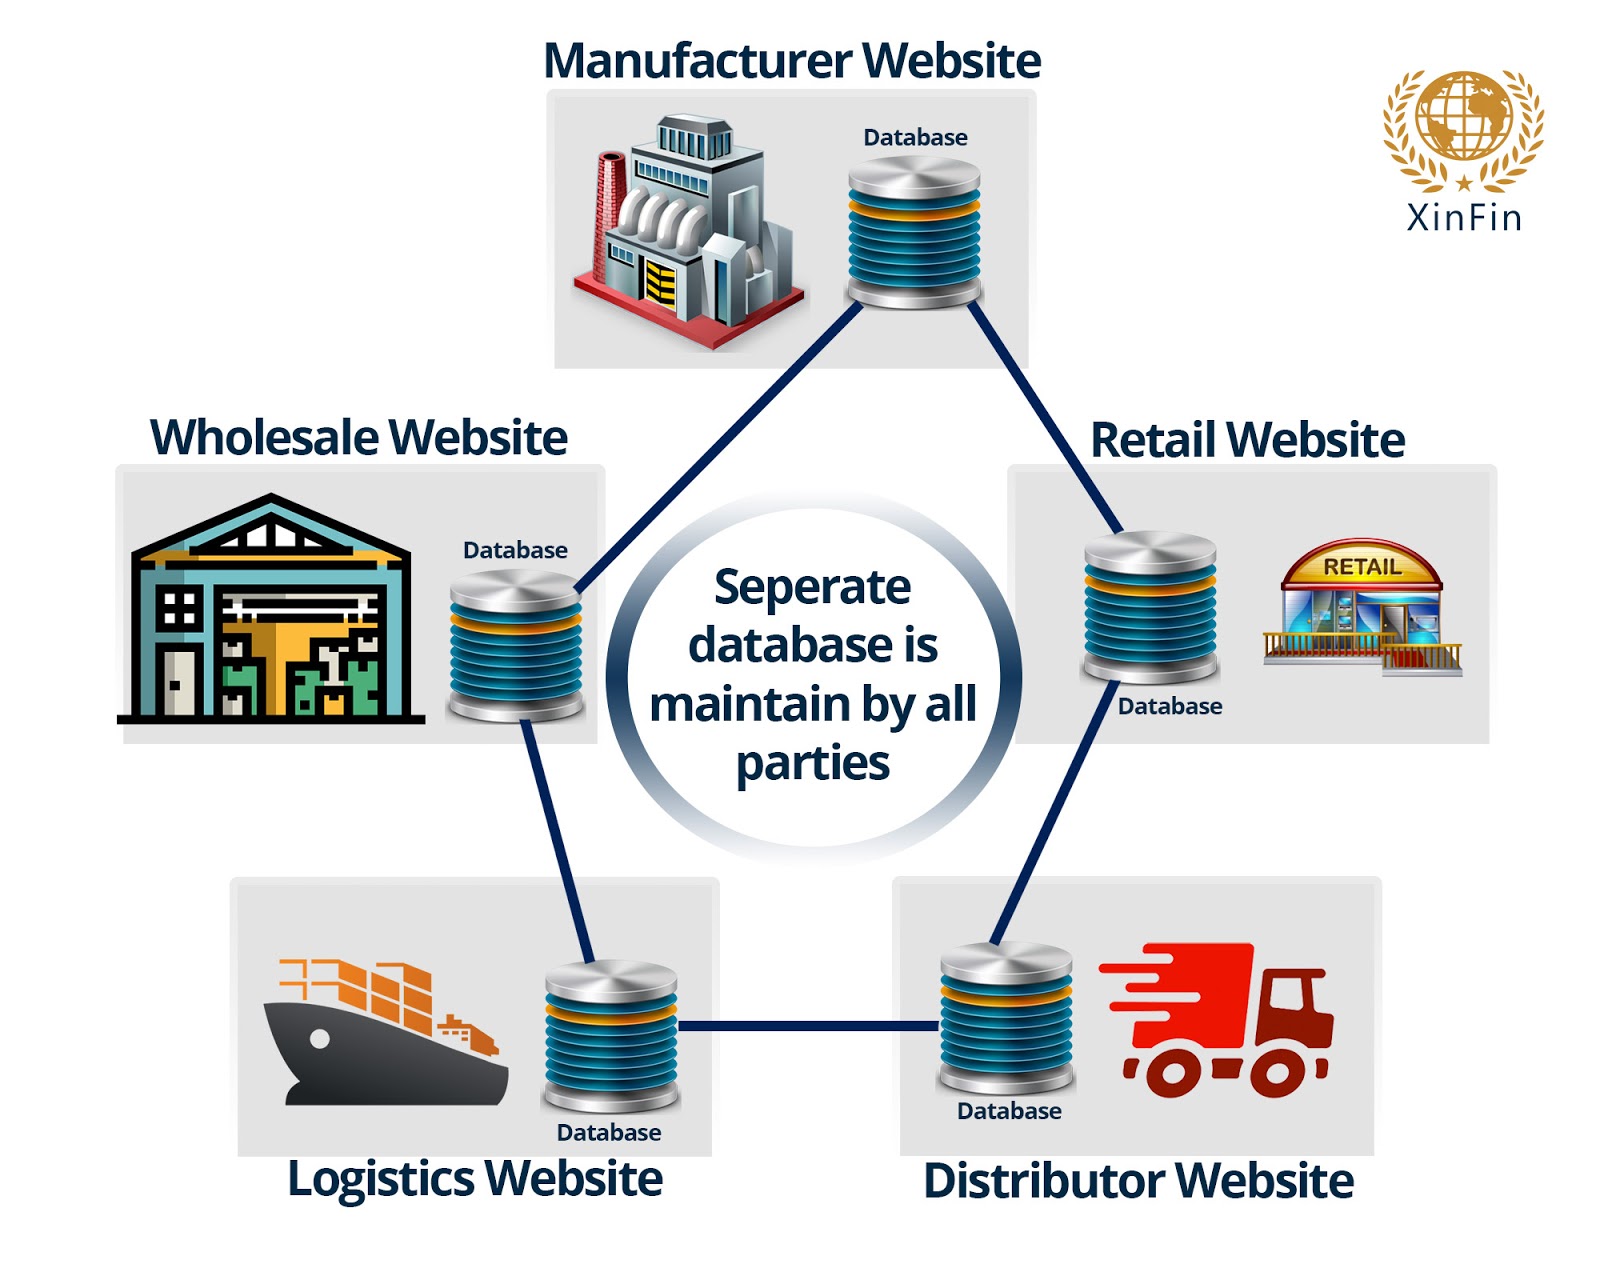 Manufacturer Website
Database
XinFin
Wholesale Website
Database
Retail Website
RETAIL
Database
Seperate
database is
maintain by all
parties
Database
Logistics Website
Database
Distributor Website